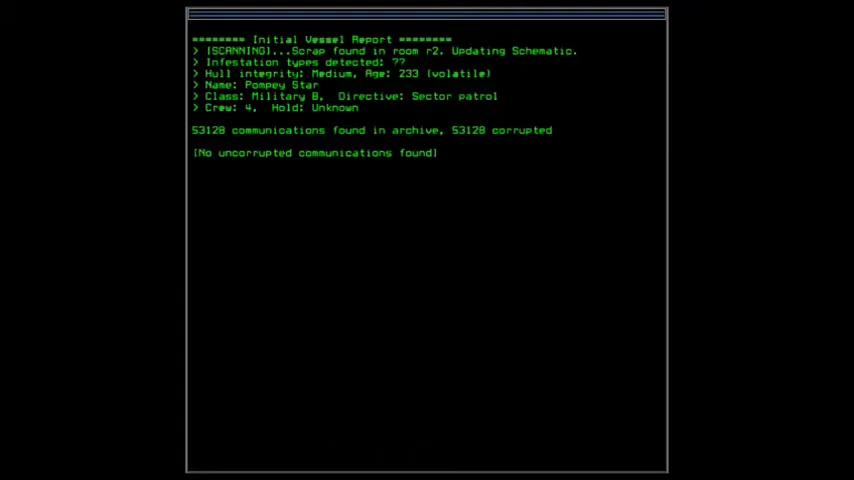 ======== Initial Vessel Report ========
> [SCANNING]...Scrap found in room r2. Updating Schematic.
> Infestation types detected: ??
> Hull integrity: Medium, Age: 233 (volatile)
> Name: Pompey Star
> Class: Military B,  Directive: Sector patrol
> Crew: 4,  Hold: Unknown
53128 communications found in archive, 53128 corrupted
[No uncorrupted communications found]